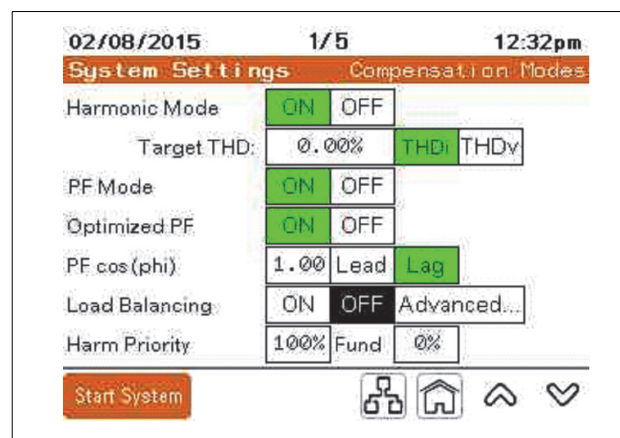 02/08/2015 1/5 12:32pm
System Settings Compensation Modes
Harmonic Mode ON OFF
Target THD: 0.00% THDI THDV
PF Mode ON OFF
Optimized PF ON OFF
PF cos(phi) 1.00 Lead Lag
Load Balancing ON OFF Advanced...
Harm Priority 100% Fund 0%
Start System